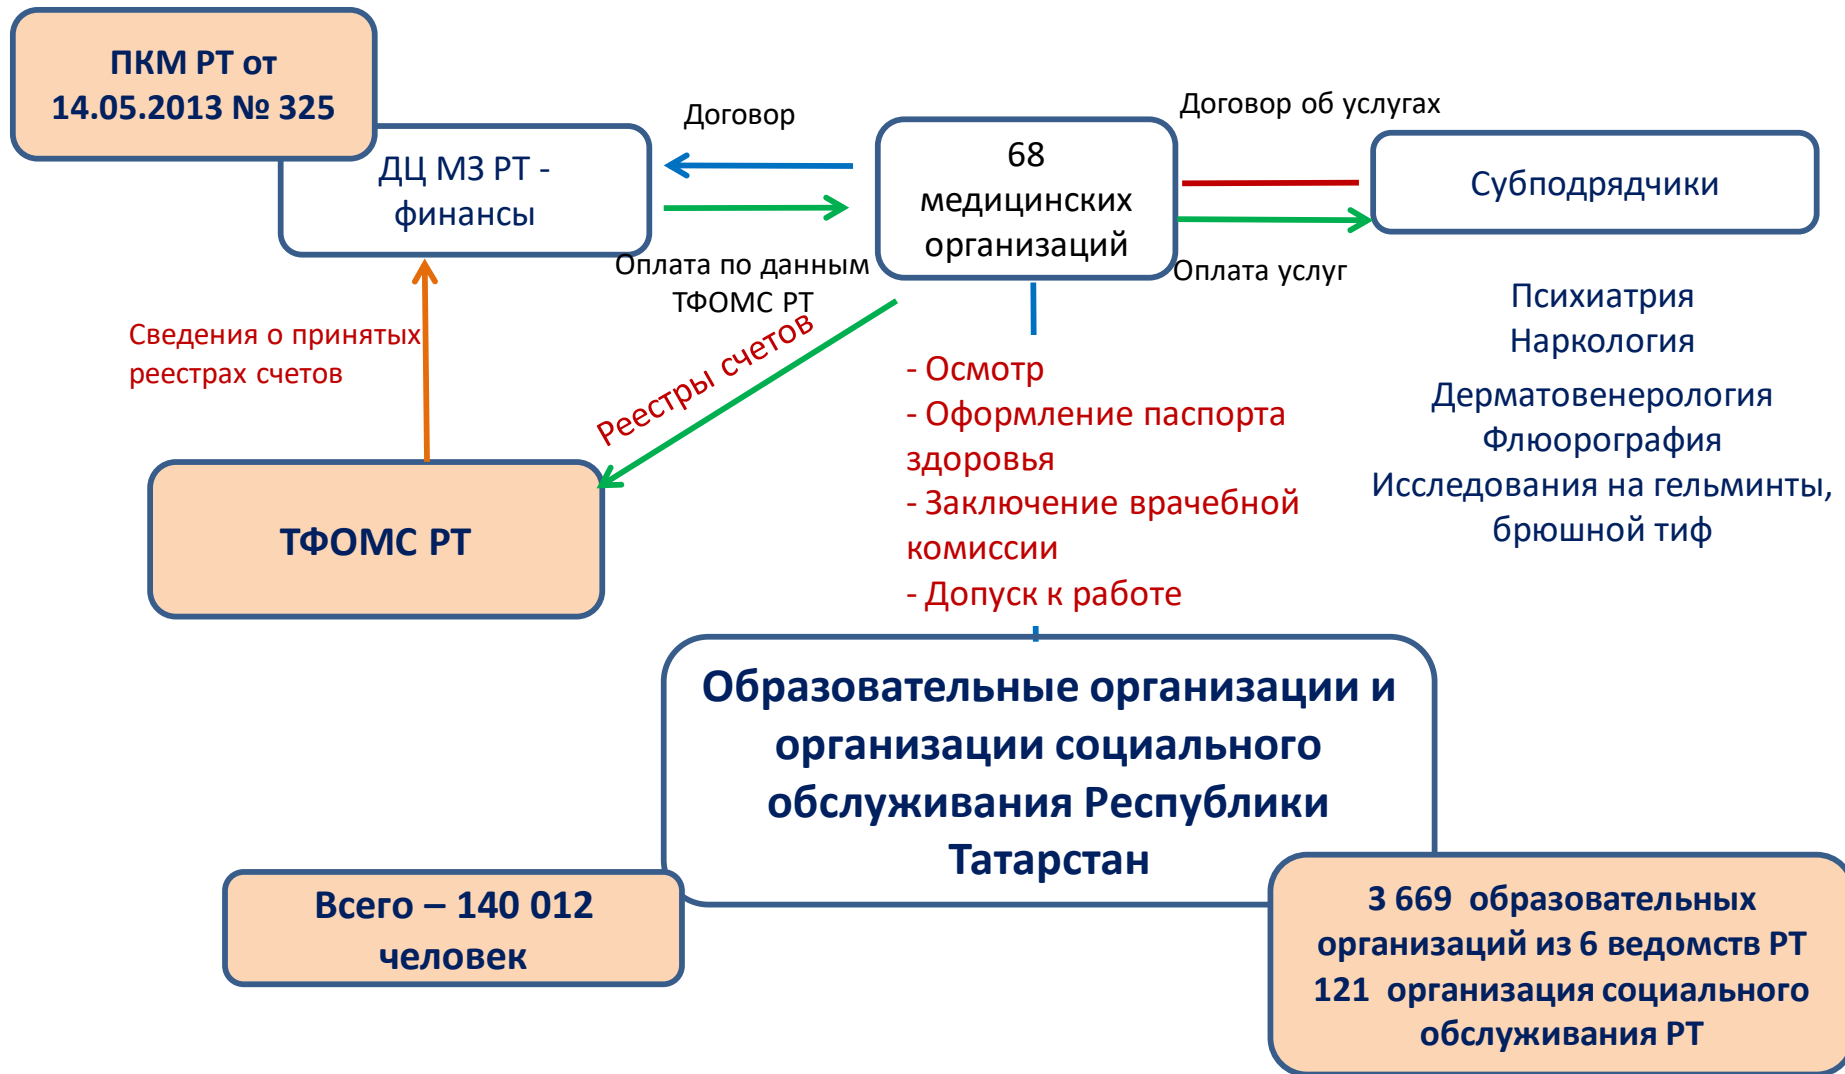 ПКМ РТ от
14.05.2013 № 325
ДЦ МЗ РТ -
финансы
Договор
Оплата по данным
ТФОМС РТ
68
медицинских
организаций
Договор об услугах
Оплата услуг
Субподрядчики
Психиатрия
Наркология
Дерматовенерология
Флюорография
Исследования на гельминты,
брюшной тиф
Сведения о принятых
реестрах счетов
Реестры счетов
- Осмотр
- Оформление паспорта
здоровья
- Заключение врачебной
комиссии
- Допуск к работе
ТФОМС РТ
Образовательные организации и
организации социального
обслуживания Республики
Татарстан
Всего – 140 012
человек
3 669 образовательных
организаций из 6 ведомств РТ
121 организация социального
обслуживания РТ